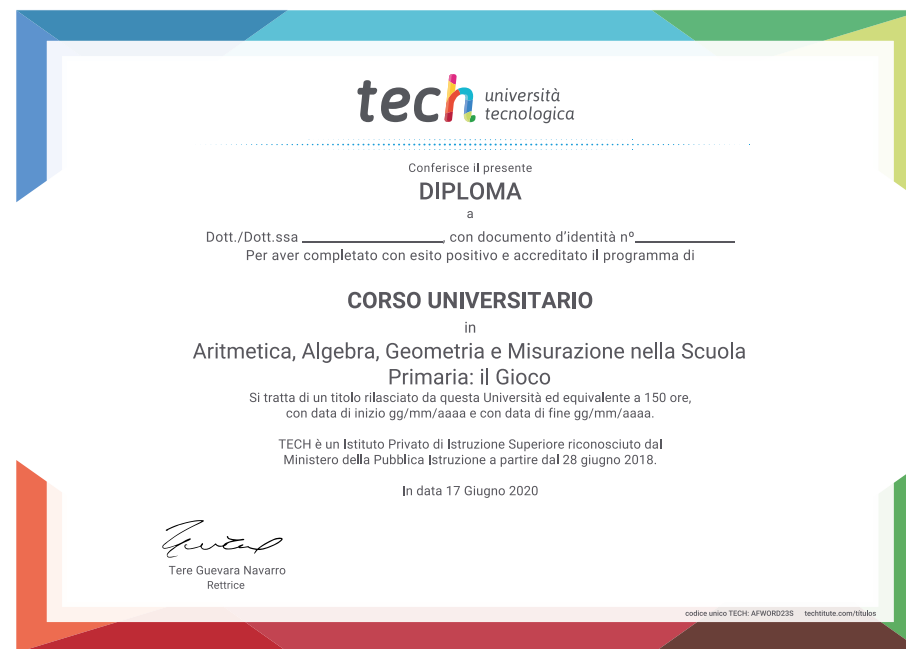 tech università
tecnologica
Conferisce il presente
DIPLOMA
a
Dott./Dott.ssa ____________________, con documento d'identità nº______________
Per aver completato con esito positivo e accreditato il programma di
CORSO UNIVERSITARIO
in
Aritmetica, Algebra, Geometria e Misurazione nella Scuola
Primaria: il Gioco
Si tratta di un titolo rilasciato da questa Università ed equivalente a 150 ore,
con data di inizio gg/mm/aaaa e con data di fine gg/mm/aaaa.
TECH è un Istituto Privato di Istruzione Superiore riconosciuto dal
Ministero della Pubblica Istruzione a partire dal 28 giugno 2018.
In data 17 Giugno 2020
Tere Guevara Navarro
Rettrice
codice unico TECH: AFWORD23S techtitute.com/títulos